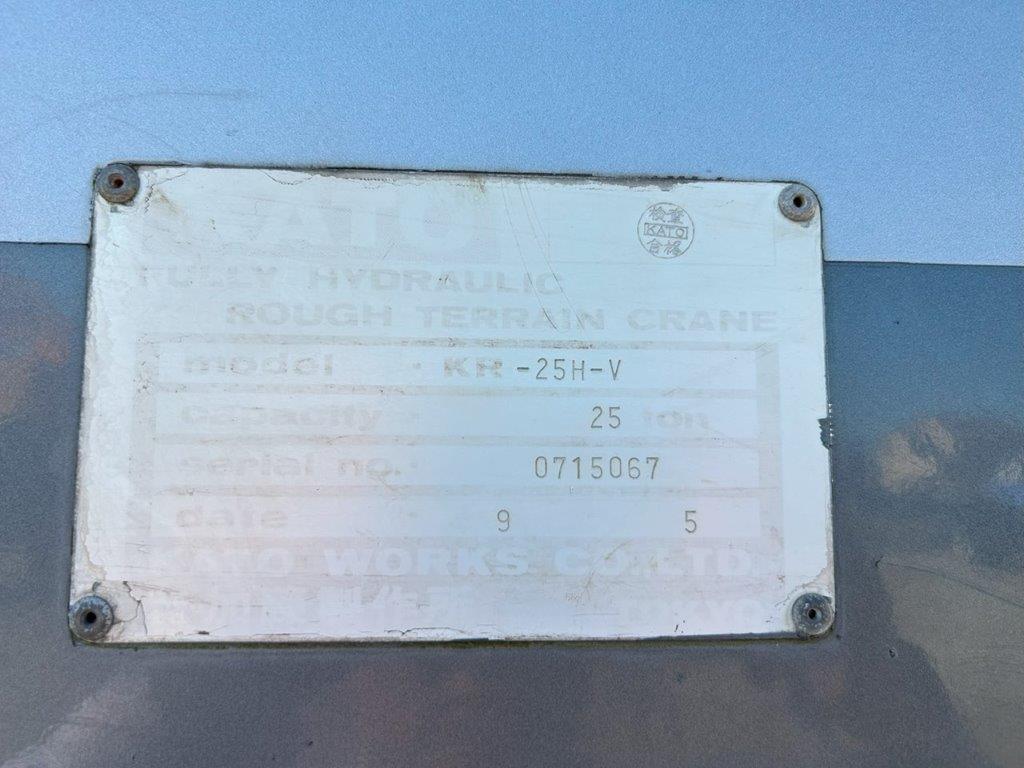 KATO
検査
KATO
合格
FULLY HYDRAULIC
ROUGH TERRAIN CRANE
model · KR -25H-V
capacity · 25 ton
serial no. · 0715067
date 9 5
KATO WORKS CO.,LTD.
TOKYO